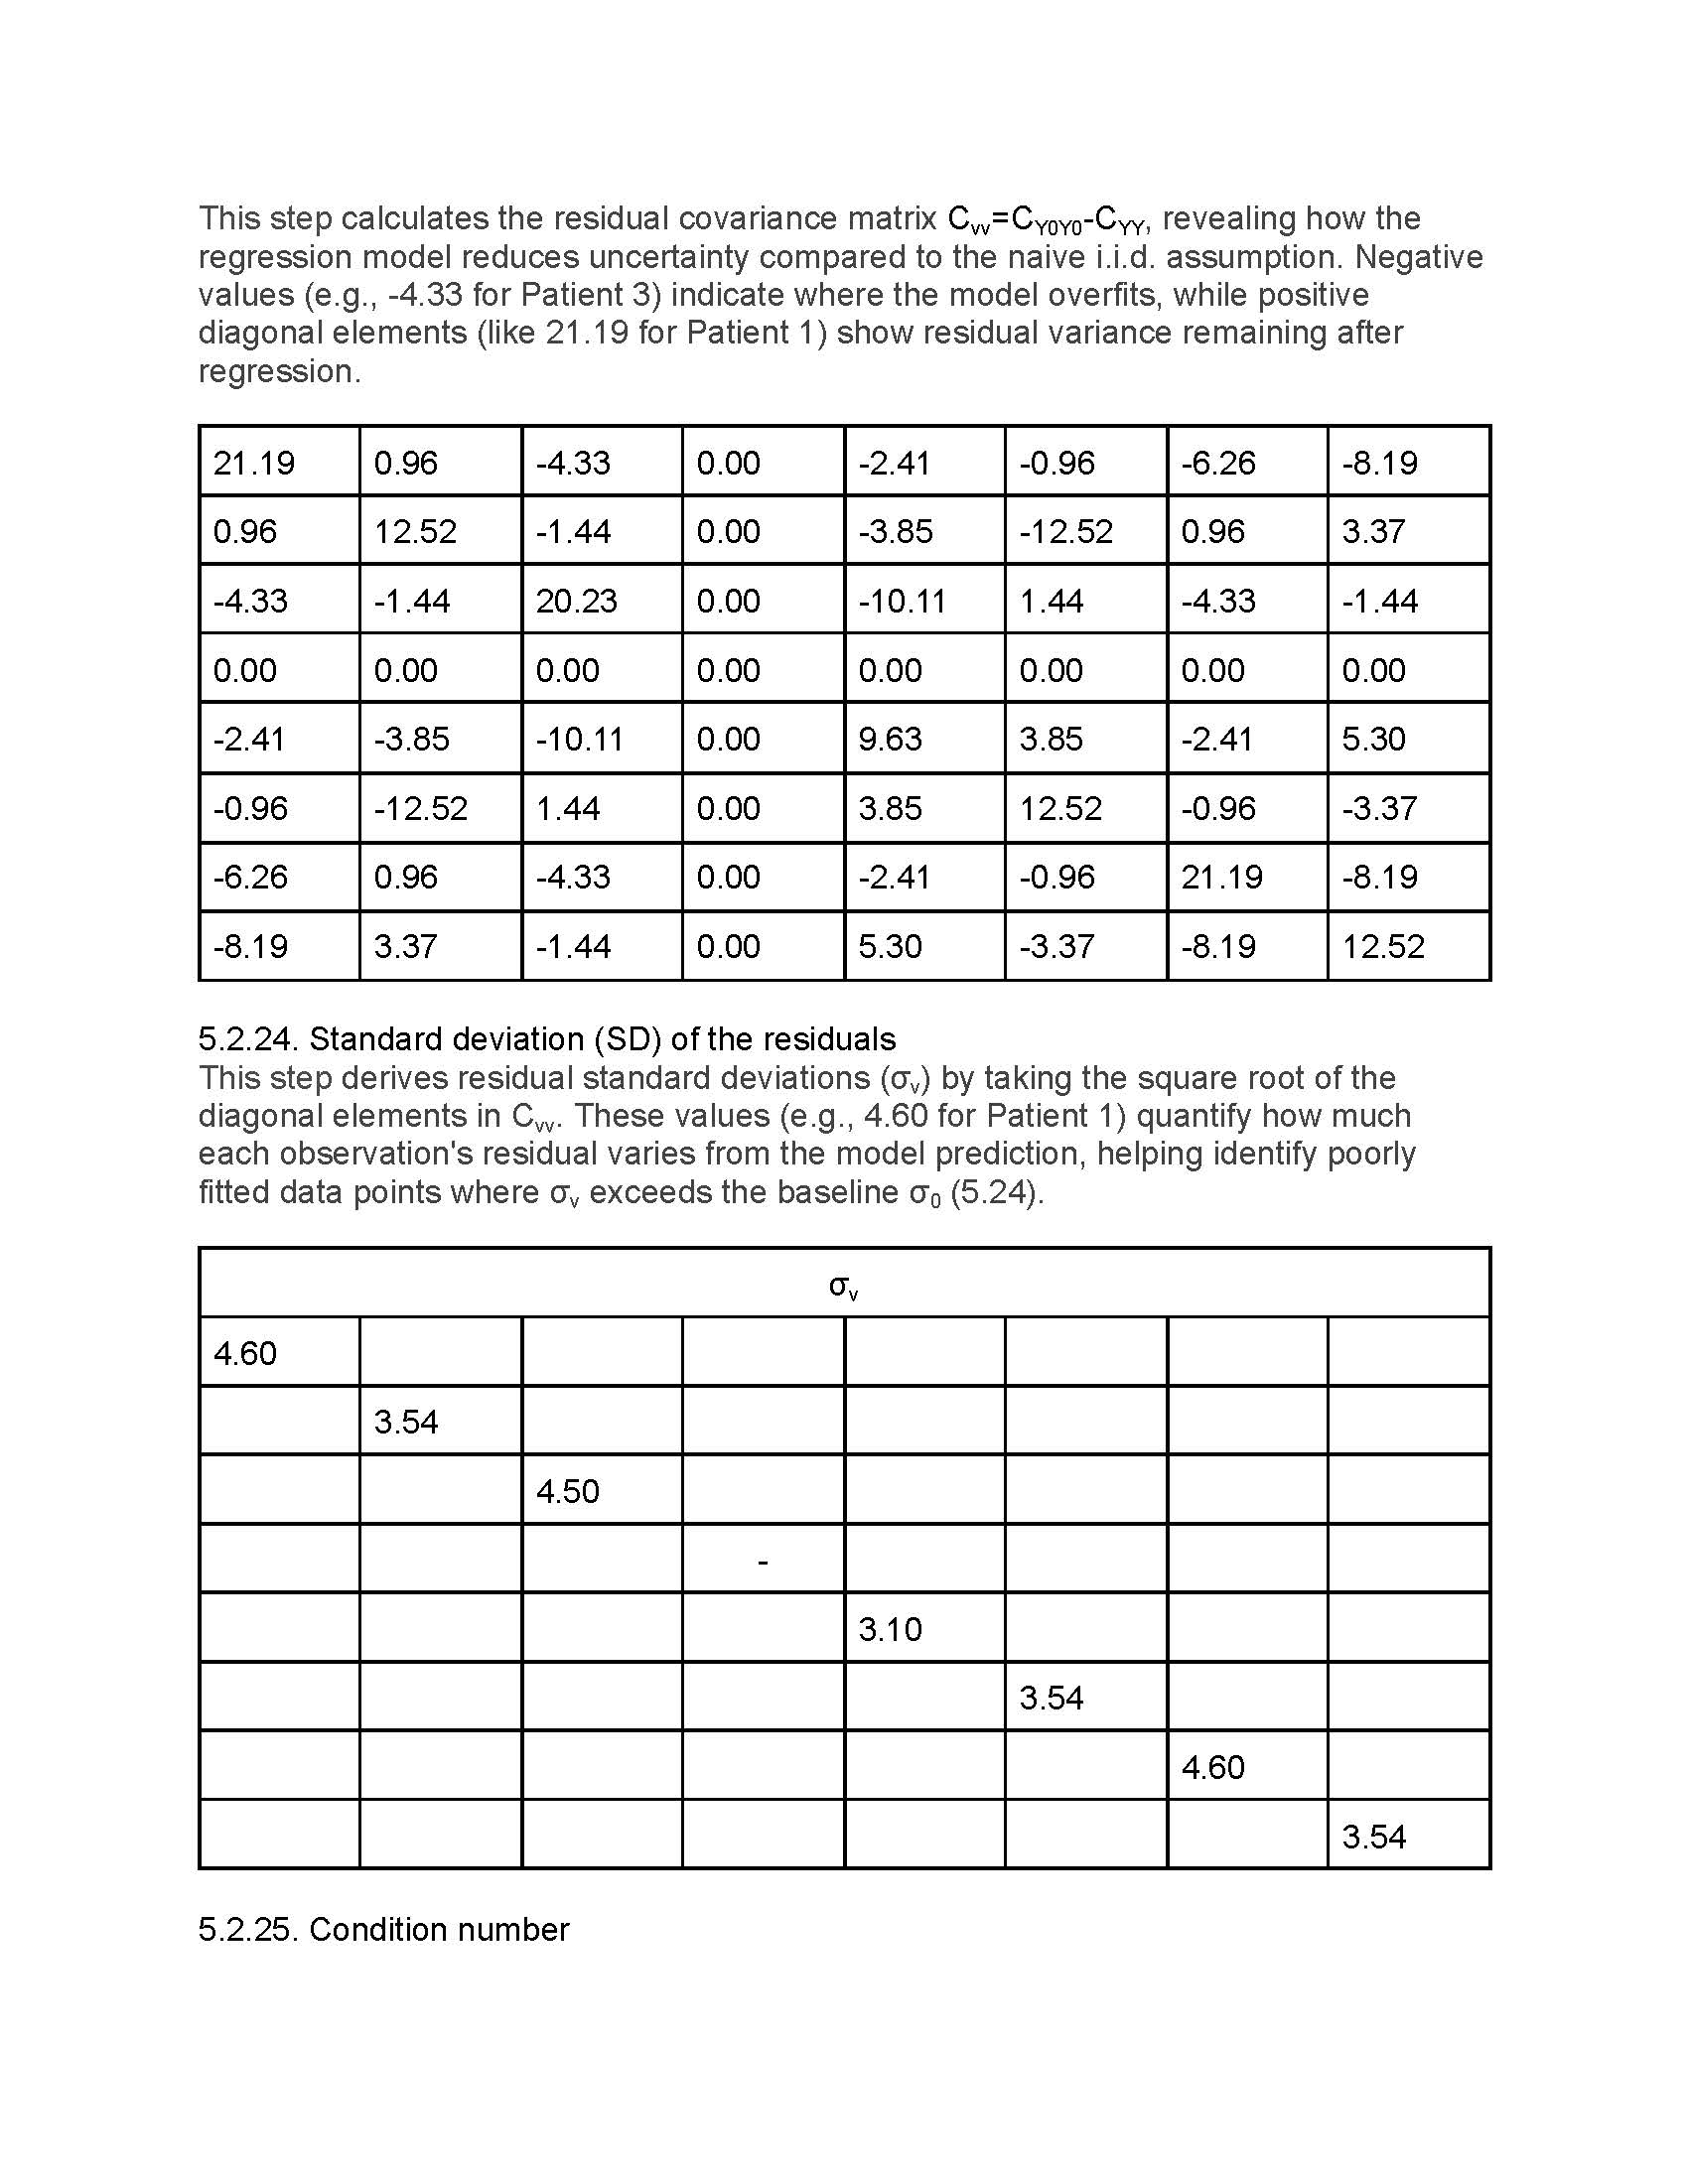 This step calculates the residual covariance matrix Cvv=CY0Y0-CYY, revealing how the
regression model reduces uncertainty compared to the naive i.i.d. assumption. Negative
values (e.g., -4.33 for Patient 3) indicate where the model overfits, while positive
diagonal elements (like 21.19 for Patient 1) show residual variance remaining after
regression.
21.19 0.96 -4.33 0.00 -2.41 -0.96 -6.26 -8.19
0.96 12.52 -1.44 0.00 -3.85 -12.52 0.96 3.37
-4.33 -1.44 20.23 0.00 -10.11 1.44 -4.33 -1.44
0.00 0.00 0.00 0.00 0.00 0.00 0.00 0.00
-2.41 -3.85 -10.11 0.00 9.63 3.85 -2.41 5.30
-0.96 -12.52 1.44 0.00 3.85 12.52 -0.96 -3.37
-6.26 0.96 -4.33 0.00 -2.41 -0.96 21.19 -8.19
-8.19 3.37 -1.44 0.00 5.30 -3.37 -8.19 12.52
5.2.24. Standard deviation (SD) of the residuals
This step derives residual standard deviations (σv) by taking the square root of the
diagonal elements in Cvv. These values (e.g., 4.60 for Patient 1) quantify how much
each observation's residual varies from the model prediction, helping identify poorly
fitted data points where σv exceeds the baseline σ0 (5.24).
σv
4.60
3.54
4.50
-
3.10
3.54
4.60
3.54
5.2.25. Condition number